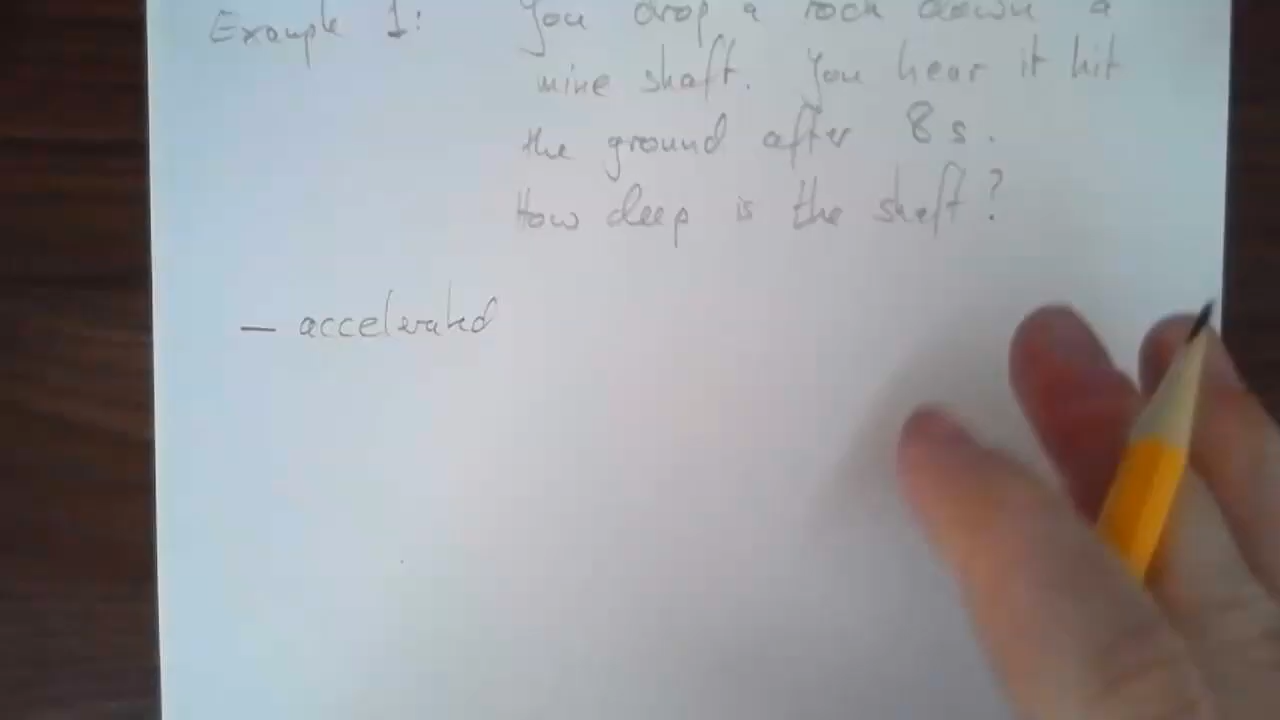 Example 1: You drop a rock down a
mine shaft. You hear it hit
the ground after 8 s.
How deep is the shaft?
– accelerated